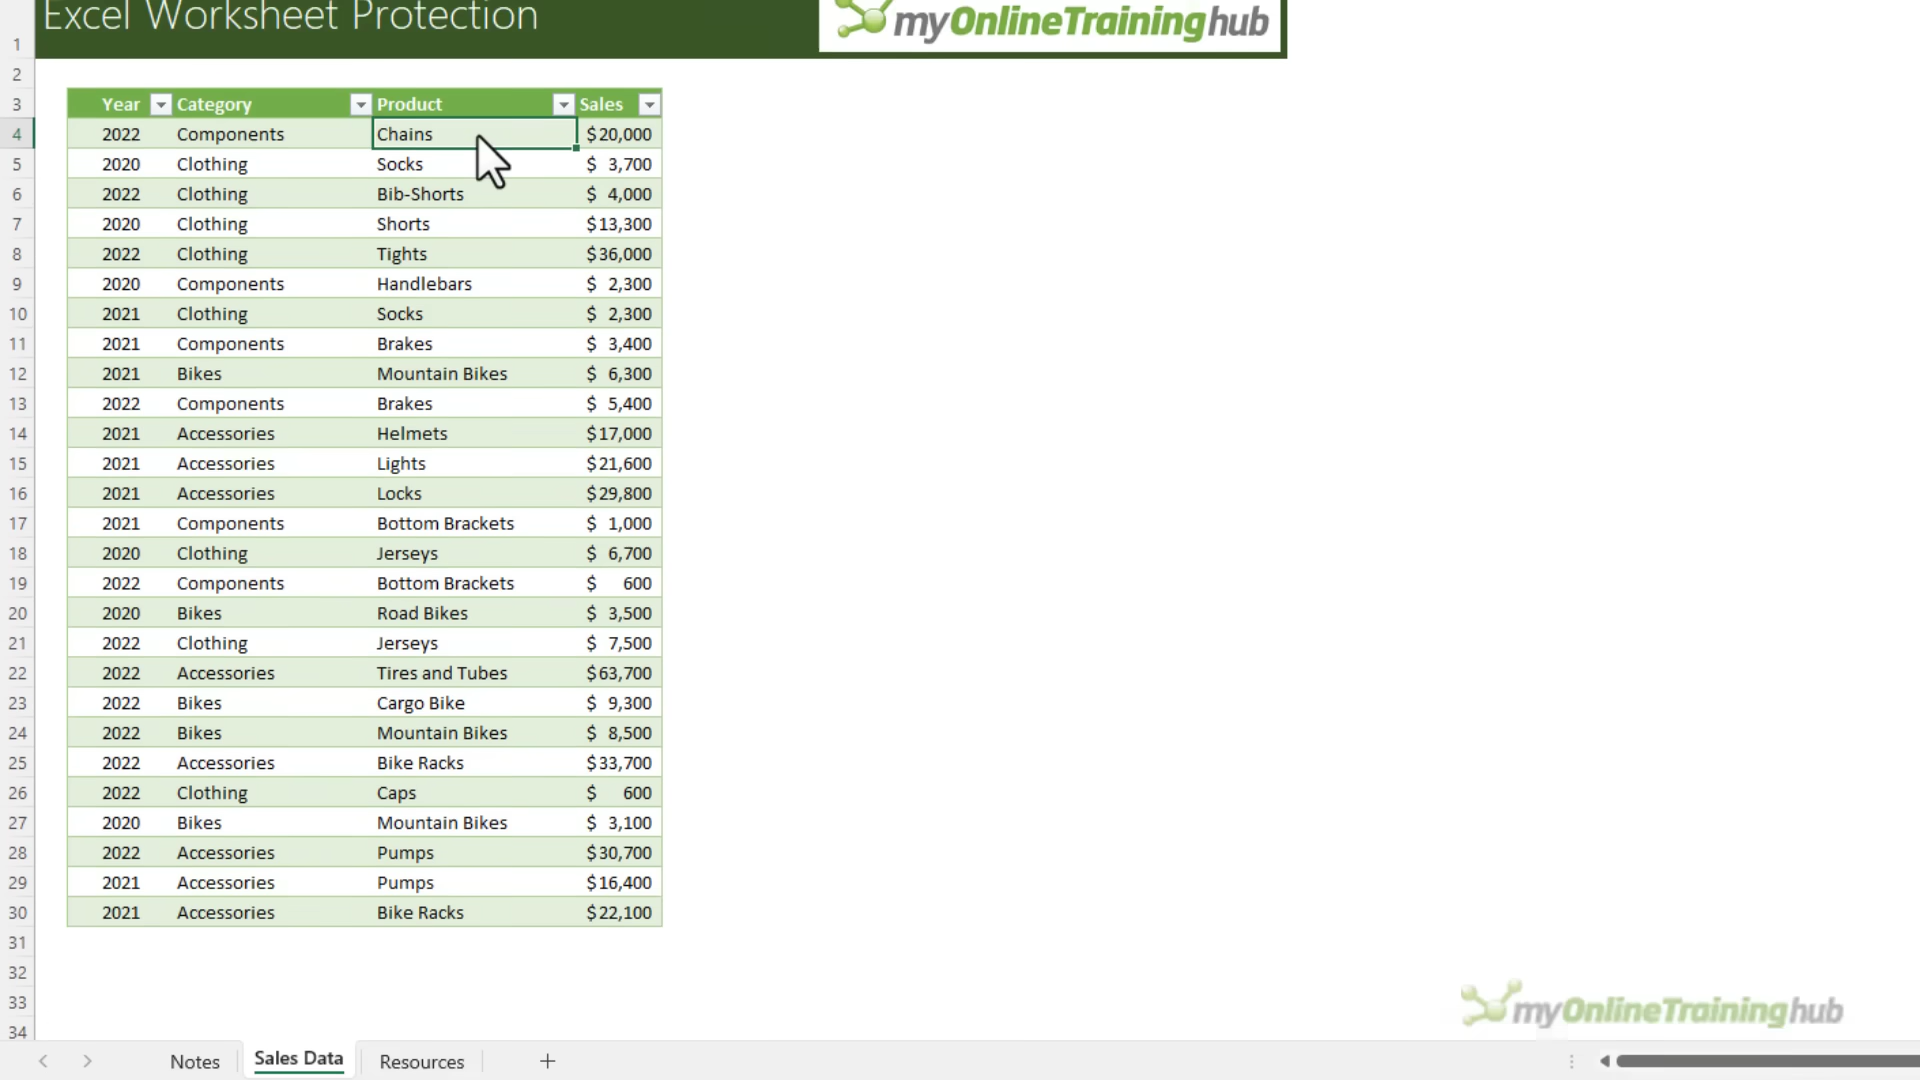 Excel Worksheet Protection
myOnlineTraininghub
1
2
3 Year Category Product Sales
4 2022 Components Chains $20,000
5 2020 Clothing Socks $ 3,700
6 2022 Clothing Bib-Shorts $ 4,000
7 2020 Clothing Shorts $13,300
8 2022 Clothing Tights $36,000
9 2020 Components Handlebars $ 2,300
10 2021 Clothing Socks $ 2,300
11 2021 Components Brakes $ 3,400
12 2021 Bikes Mountain Bikes $ 6,300
13 2022 Components Brakes $ 5,400
14 2021 Accessories Helmets $17,000
15 2021 Accessories Lights $21,600
16 2021 Accessories Locks $29,800
17 2021 Components Bottom Brackets $ 1,000
18 2020 Clothing Jerseys $ 6,700
19 2022 Components Bottom Brackets $ 600
20 2020 Bikes Road Bikes $ 3,500
21 2022 Clothing Jerseys $ 7,500
22 2022 Accessories Tires and Tubes $63,700
23 2022 Bikes Cargo Bike $ 9,300
24 2022 Bikes Mountain Bikes $ 8,500
25 2022 Accessories Bike Racks $33,700
26 2022 Clothing Caps $ 600
27 2020 Bikes Mountain Bikes $ 3,100
28 2022 Accessories Pumps $30,700
29 2021 Accessories Pumps $16,400
30 2021 Accessories Bike Racks $22,100
31
32
33
34
myOnlineTraininghub
Notes Sales Data Resources +